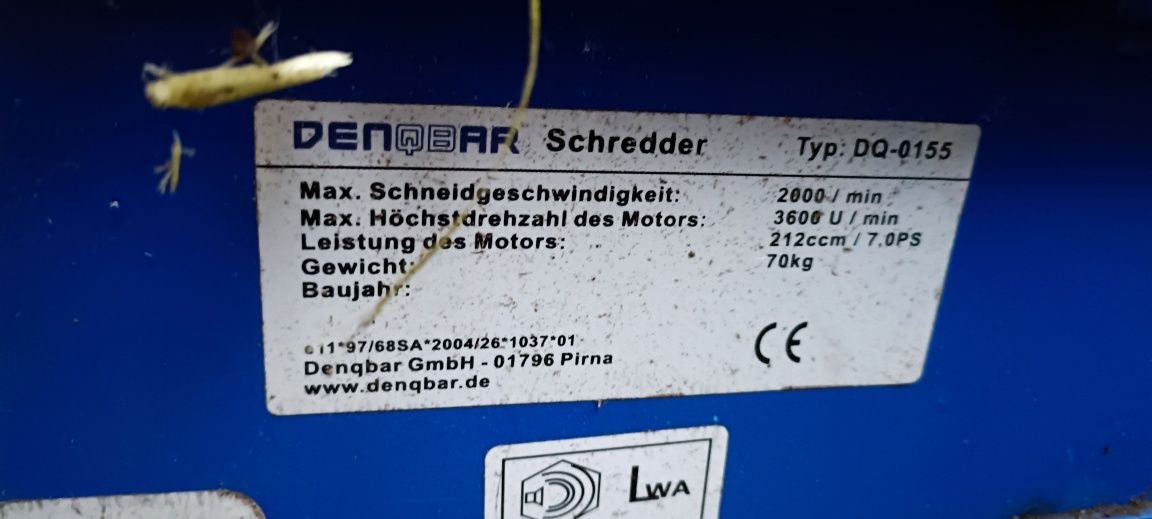 DENQBAR Schredder Typ: DQ-0155
Max. Schneidgeschwindigkeit: 2000 / min
Max. Höchstdrehzahl des Motors: 3600 U / min
Leistung des Motors: 212ccm / 7.0PS
Gewicht: 70kg
Baujahr:
e11*97/68SA*2004/26*1037*01
Denqbar GmbH - 01796 Pirna
www.denqbar.de
CE
LWA